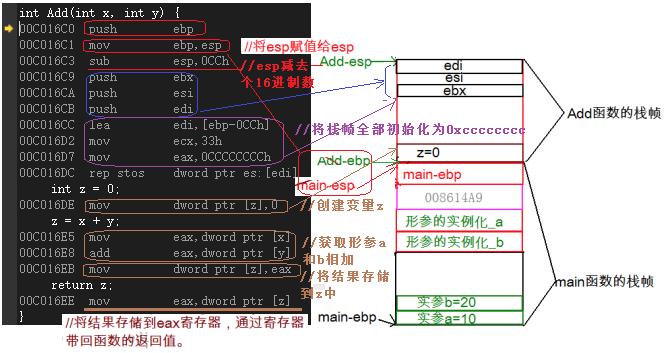 int Add(int x, int y) {
00C016C0 push ebp
00C016C1 mov ebp,esp
//将esp赋值给esp
00C016C3 sub esp,0CCh
//esp减去个16进制数
00C016C9 push ebx
00C016CA push esi
00C016CB push edi
00C016CC lea edi,[ebp-0CCh]
00C016D2 mov ecx,33h
00C016D7 mov eax,0CCCCCCCCh
//将栈帧全部初始化为0xcccccccc
00C016DC rep stos dword ptr es:[edi]
int z = 0;
00C016DE mov dword ptr [z],0
//创建变量z
z = x + y;
00C016E5 mov eax,dword ptr [x]
00C016E8 add eax,dword ptr [y]
//获取形参a和b相加
00C016EB mov dword ptr [z],eax
//将结果存储到z中
return z;
00C016EE mov eax,dword ptr [z]
}
//将结果存储到eax寄存器，通过寄存器
带回函数的返回值。
Add-esp
edi
esi
ebx
z=0
Add函数的栈帧
Add-ebp
main-esp
main-ebp
008614A9
形参的实例化_a
形参的实例化_b
main函数的栈帧
实参b=20
main-ebp
实参a=10